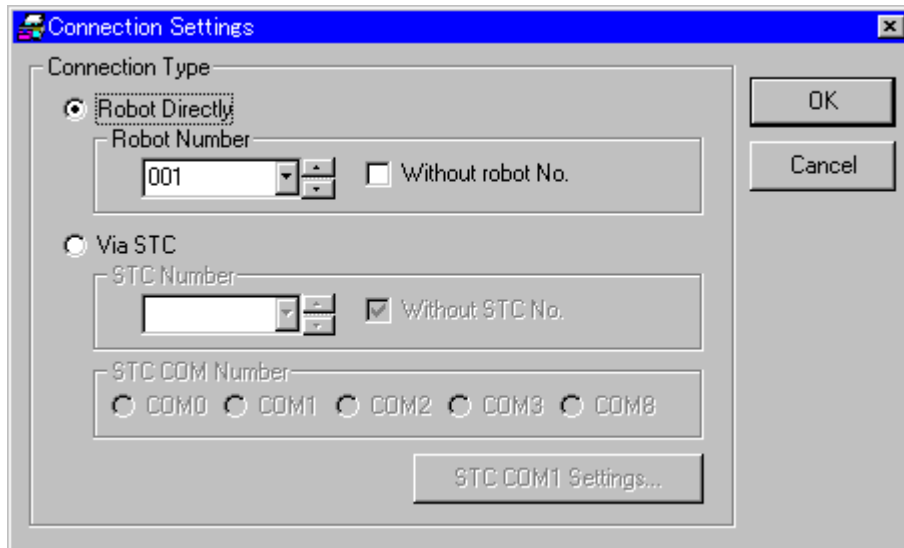 Connection Settings
Connection Type
Robot Directly
Robot Number
001
Without robot No.
Via STC
STC Number
Without STC No.
STC COM Number
COM0 COM1 COM2 COM3 COM8
STC COM1 Settings...
OK
Cancel